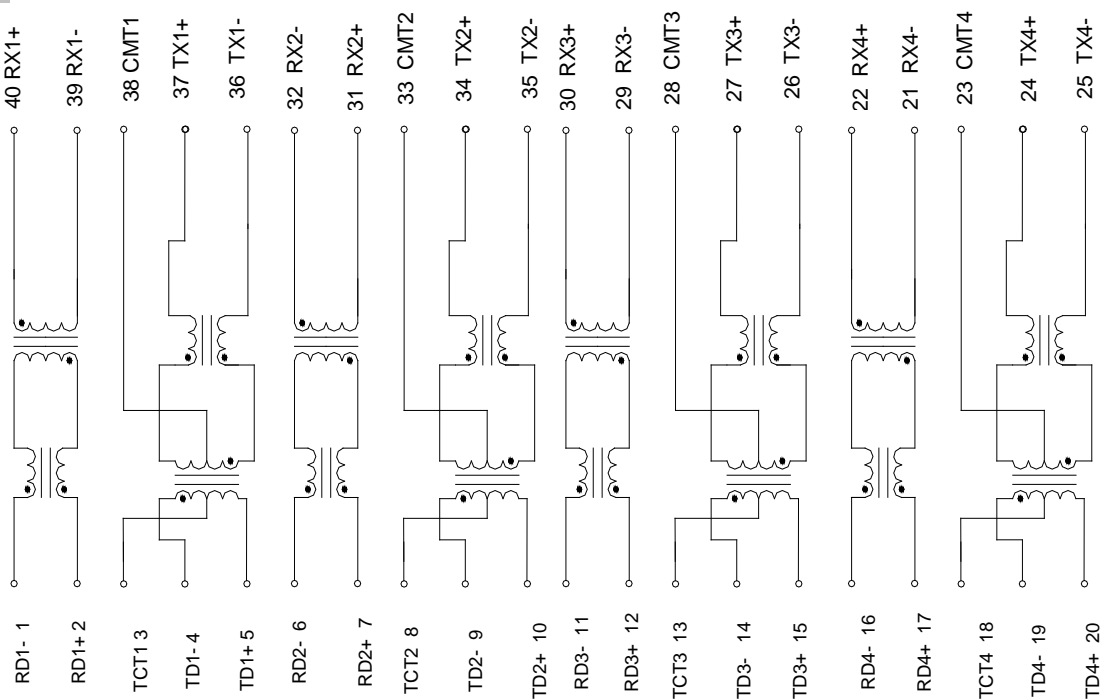 40 RX1+
39 RX1-
38 CMT1
37 TX1+
36 TX1-
32 RX2-
31 RX2+
33 CMT2
34 TX2+
35 TX2-
30 RX3+
29 RX3-
28 CMT3
27 TX3+
26 TX3-
22 RX4+
21 RX4-
23 CMT4
24 TX4+
25 TX4-
RD1- 1
RD1+ 2
TCT1 3
TD1- 4
TD1+ 5
RD2- 6
RD2+ 7
TCT2 8
TD2- 9
TD2+ 10
RD3- 11
RD3+ 12
TCT3 13
TD3- 14
TD3+ 15
RD4- 16
RD4+ 17
TCT4 18
TD4- 19
TD4+ 20